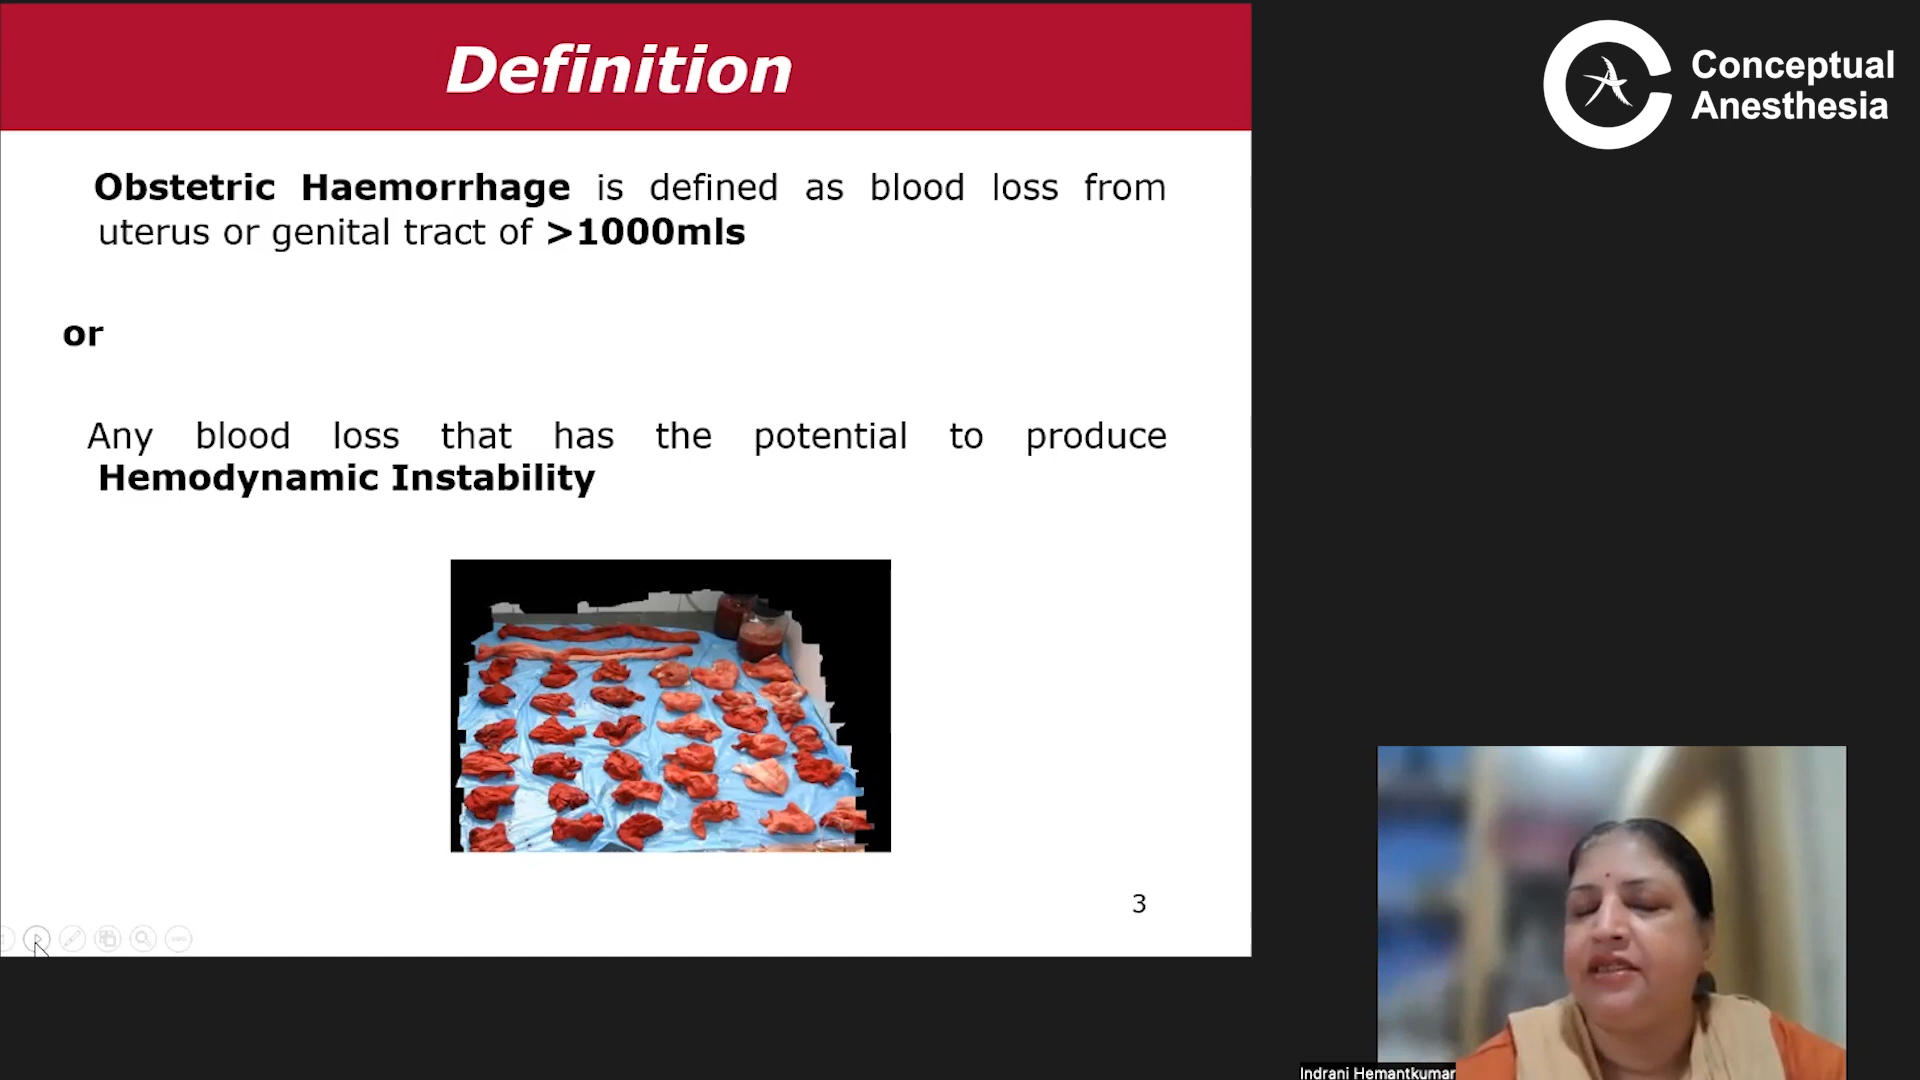 Definition
Conceptual
Anesthesia
Obstetric Haemorrhage is defined as blood loss from
uterus or genital tract of >1000mls
or
Any blood loss that has the potential to produce
Hemodynamic Instability
3
Indrani Hemantkumar